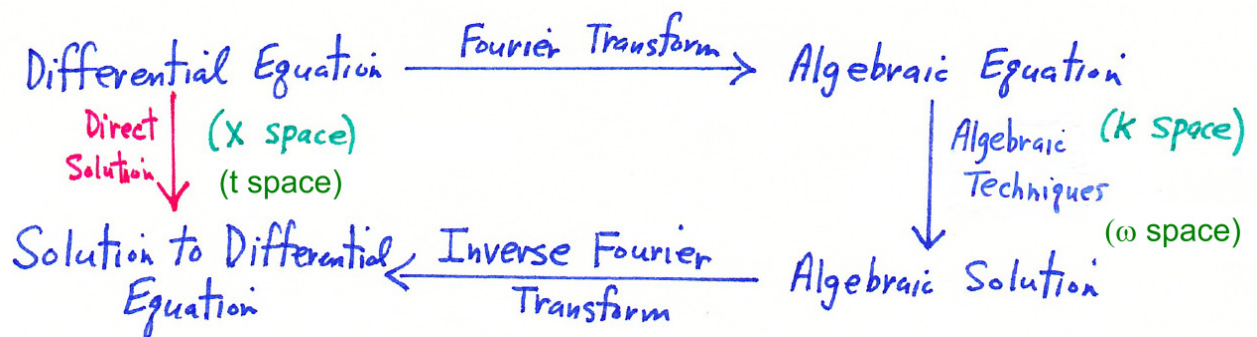 Fourier Transform
Differential Equation
Algebraic Equation
Direct
Solution
(X space)
(t space)
Algebraic
Techniques
(k space)
(ω space)
Solution to Differential
Equation
Inverse Fourier
Transform
Algebraic Solution